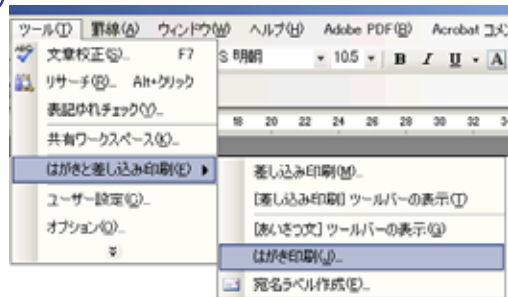 ツール(T) 罫線(A) ウィンドウ(W) ヘルプ(H) Adobe PDF(B) Acrobat コメ
文章校正(S)... F7
S 明朝 10.5 B I U A
リサーチ(R)... Alt+クリック
表記ゆれチェック(Y)...
18 20 22 24 26 28 30 32 3
共有ワークスペース(K)...
はがきと差し込み印刷(E)
差し込み印刷(M)...
ユーザー設定(C)...
[差し込み印刷] ツールバーの表示(T)
オプション(O)...
[あいさつ文] ツールバーの表示(G)
はがき印刷(J)...
宛名ラベル作成(E)...